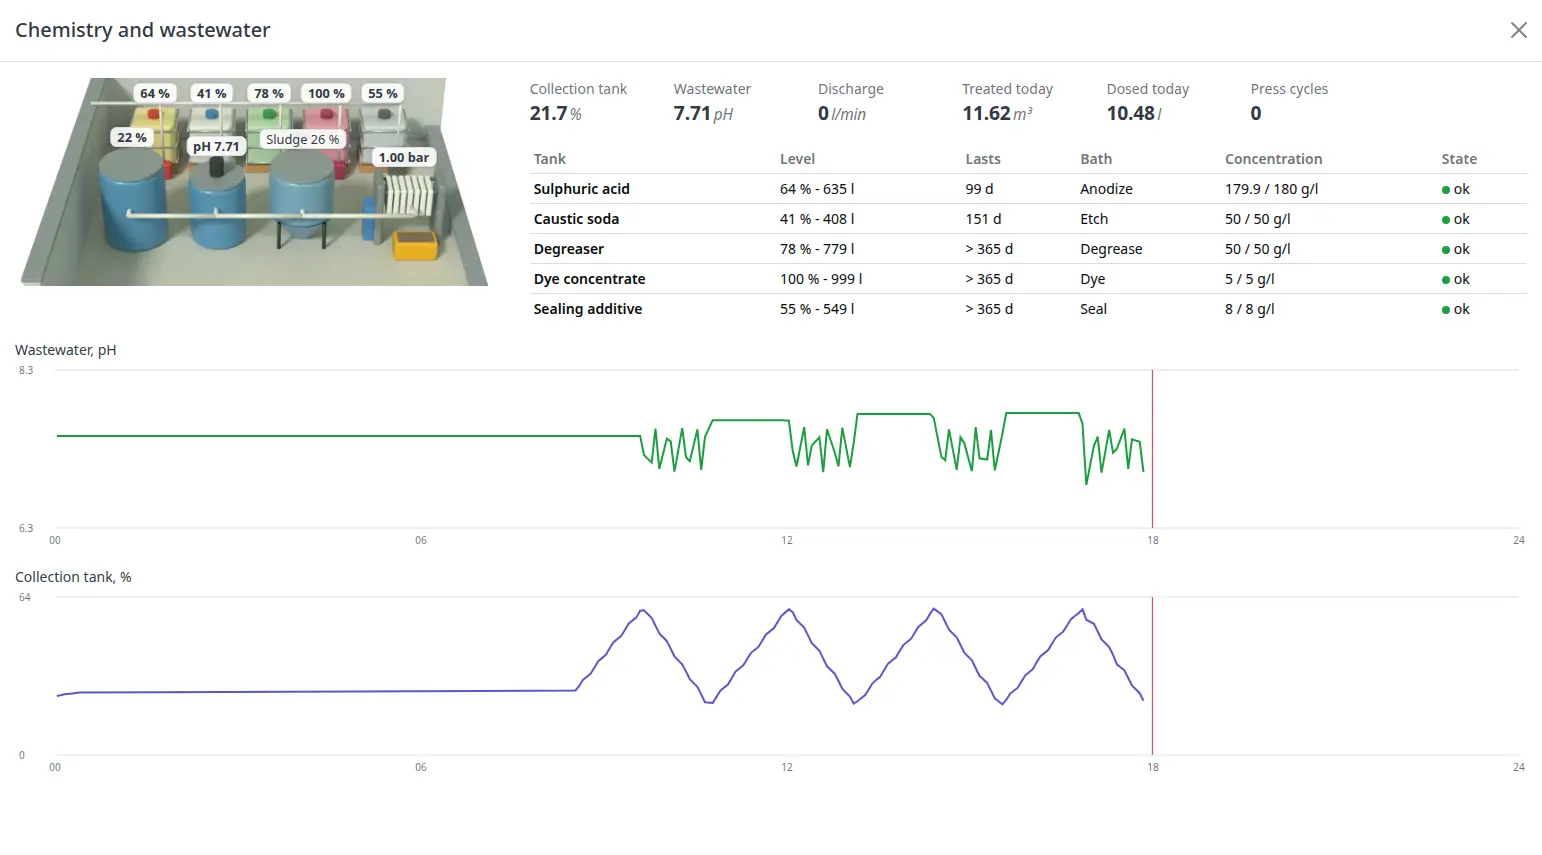 Chemistry and wastewater
64 % 41 % 78 % 100 % 55 %
22 % pH 7.71 Sludge 26 % 1.00 bar
Collection tank Wastewater Discharge Treated today Dosed today Press cycles
21.7 % 7.71 pH 0 l/min 11.62 m³ 10.48 l 0
Tank Level Lasts Bath Concentration State
Sulphuric acid 64 % - 635 l 99 d Anodize 179.9 / 180 g/l ok
Caustic soda 41 % - 408 l 151 d Etch 50 / 50 g/l ok
Degreaser 78 % - 779 l > 365 d Degrease 50 / 50 g/l ok
Dye concentrate 100 % - 999 l > 365 d Dye 5 / 5 g/l ok
Sealing additive 55 % - 549 l > 365 d Seal 8 / 8 g/l ok
Wastewater, pH
8.3
6.3
00 06 12 18 24
Collection tank, %
64
0
00 06 12 18 24